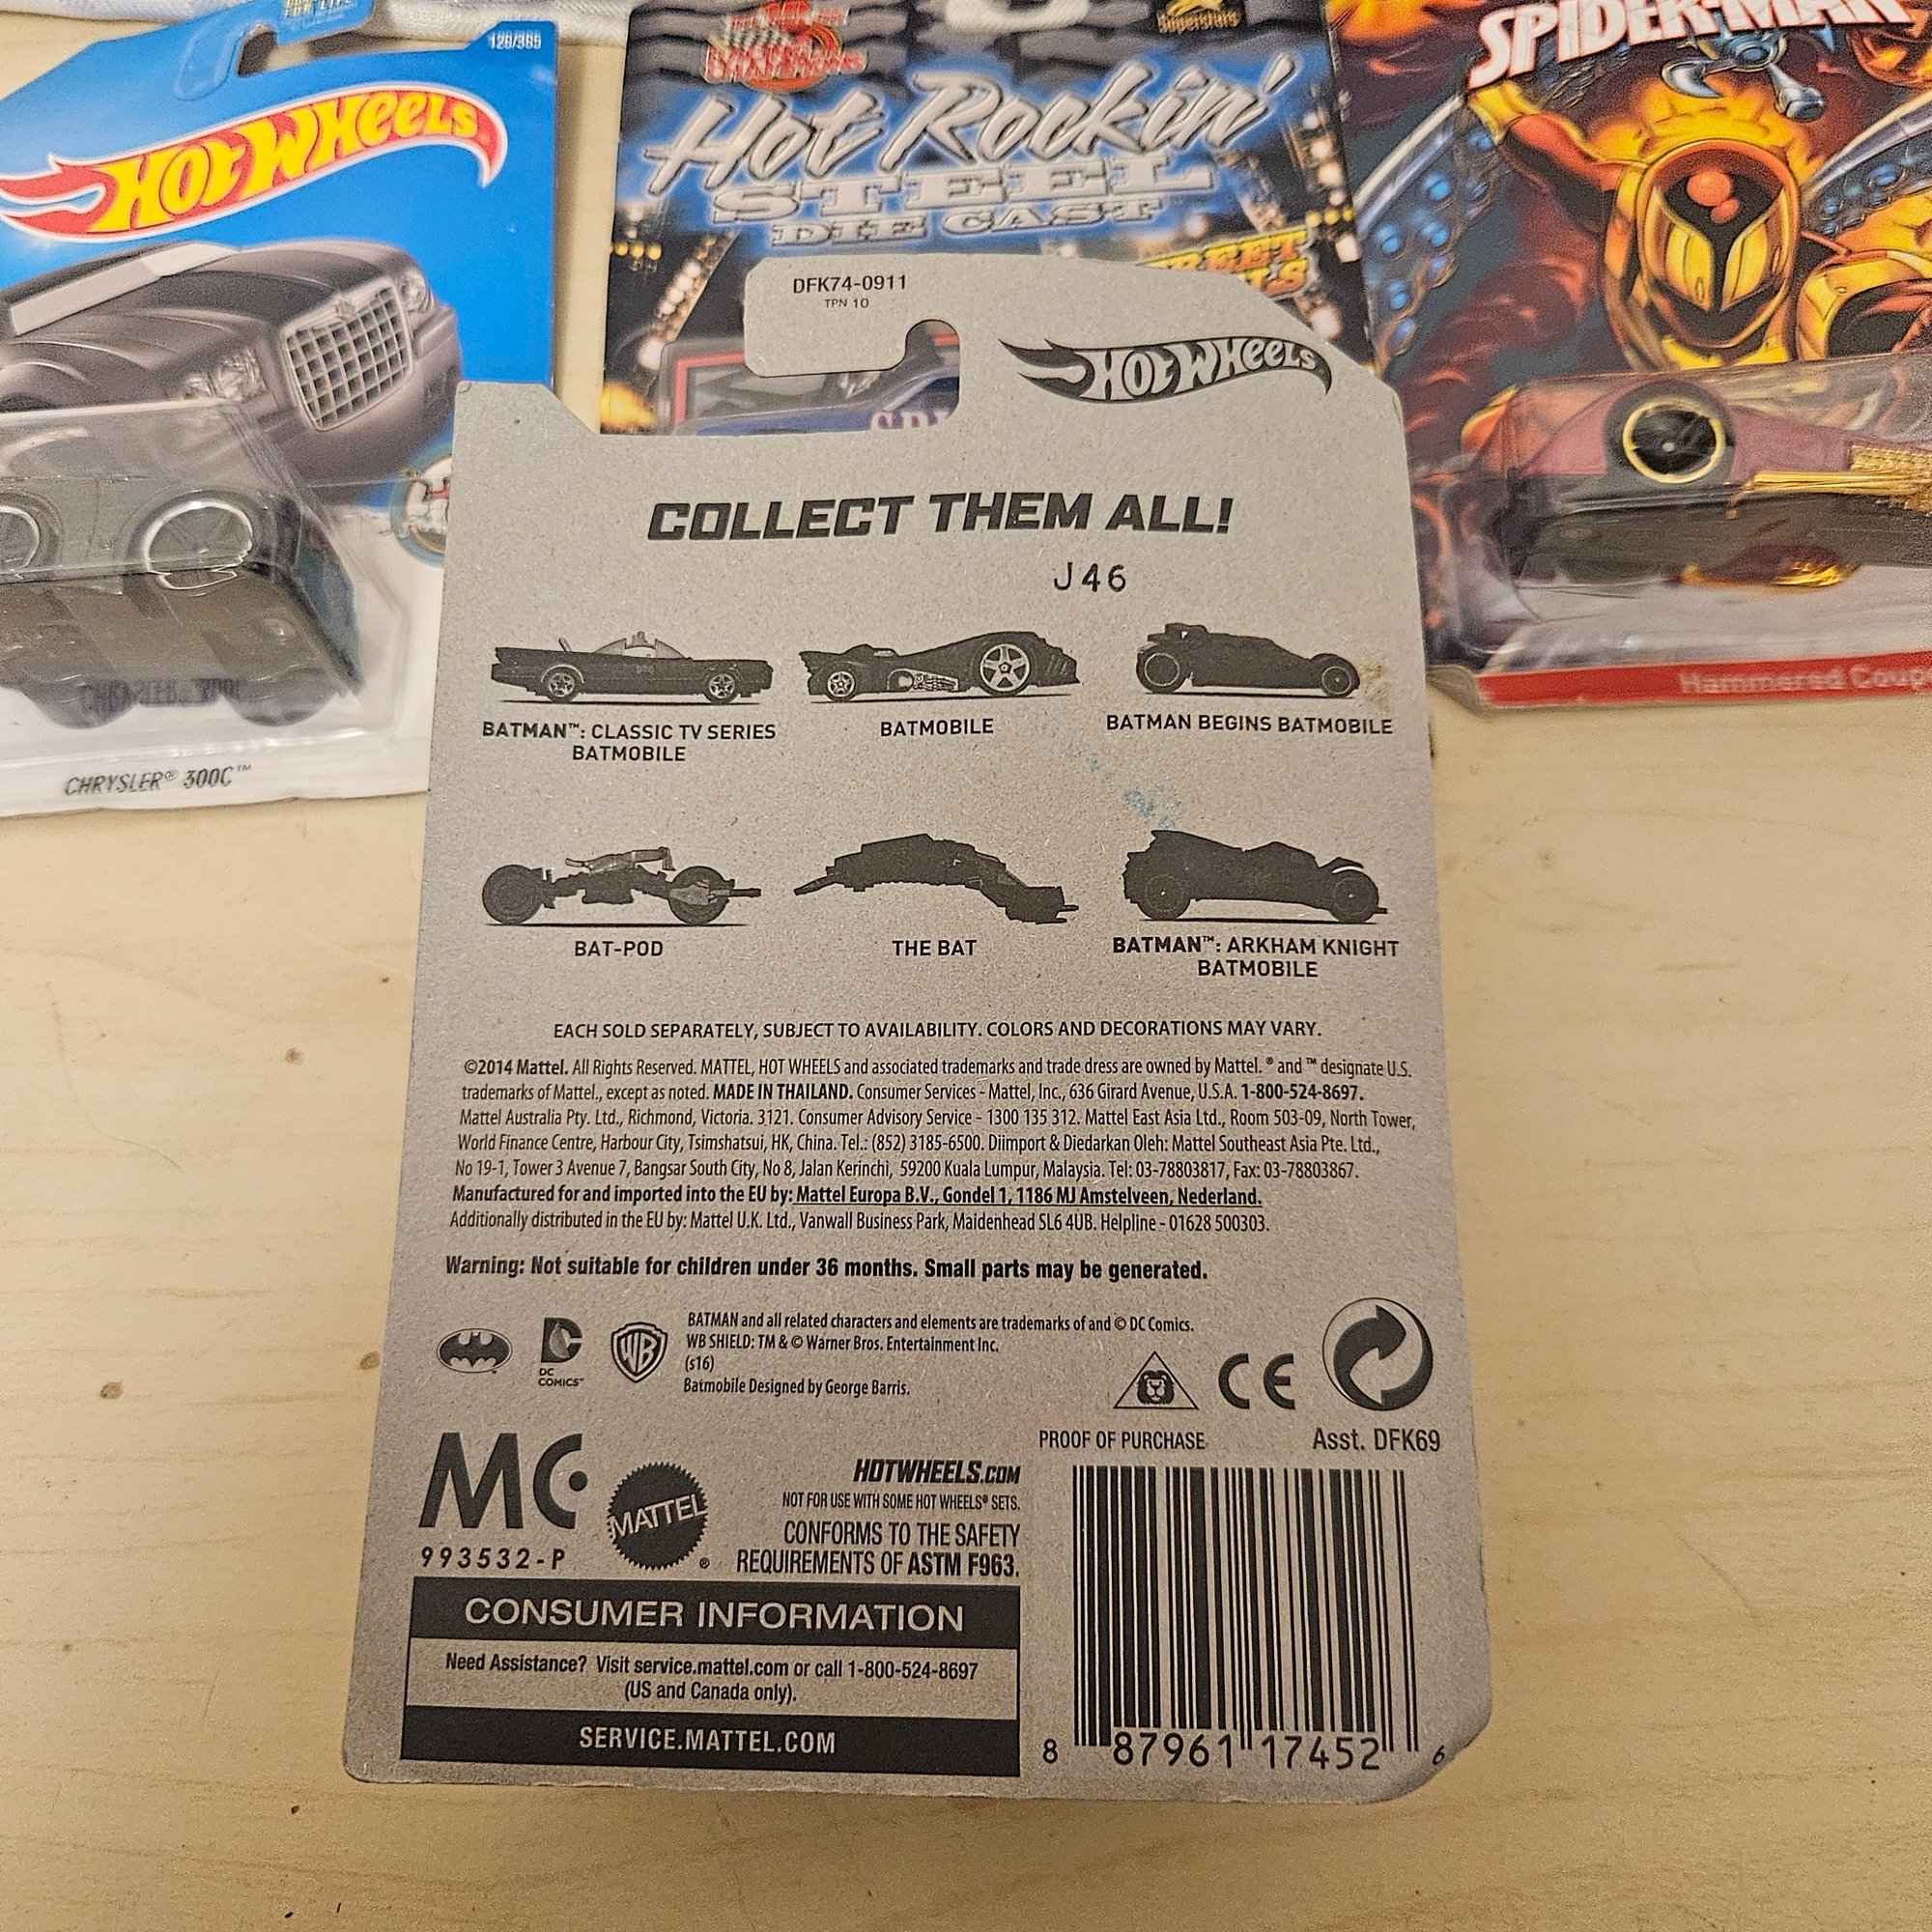 128/365
HOT WHEELS
CHRYSLER 300C
CHRYSLER® 300C™
Hot Rockin'
STEEL
DIE CAST
SPIDER-MAN
DFK74-0911
TPN 10
HOT WHEELS
COLLECT THEM ALL!
J46
BATMAN™: CLASSIC TV SERIES
BATMOBILE
BATMOBILE
BATMAN BEGINS BATMOBILE
BAT-POD
THE BAT
BATMAN™: ARKHAM KNIGHT
BATMOBILE
EACH SOLD SEPARATELY, SUBJECT TO AVAILABILITY. COLORS AND DECORATIONS MAY VARY.
©2014 Mattel. All Rights Reserved. MATTEL, HOT WHEELS and associated trademarks and trade dress are owned by Mattel. ® and ™ designate U.S.
trademarks of Mattel., except as noted. MADE IN THAILAND. Consumer Services - Mattel, Inc., 636 Girard Avenue, U.S.A. 1-800-524-8697.
Mattel Australia Pty. Ltd., Richmond, Victoria. 3121. Consumer Advisory Service - 1300 135 312. Mattel East Asia Ltd., Room 503-09, North Tower,
World Finance Centre, Harbour City, Tsimshatsui, HK, China. Tel.: (852) 3185-6500. Diimport & Diedarkan Oleh: Mattel Southeast Asia Pte. Ltd.,
No 19-1, Tower 3 Avenue 7, Bangsar South City, No 8, Jalan Kerinchi, 59200 Kuala Lumpur, Malaysia. Tel: 03-78803817, Fax: 03-78803867.
Manufactured for and imported into the EU by: Mattel Europa B.V., Gondel 1, 1186 MJ Amstelveen, Nederland.
Additionally distributed in the EU by: Mattel U.K. Ltd., Vanwall Business Park, Maidenhead SL6 4UB. Helpline - 01628 500303.
Warning: Not suitable for children under 36 months. Small parts may be generated.
DC
COMICS™
WB
BATMAN and all related characters and elements are trademarks of and © DC Comics.
WB SHIELD: TM & © Warner Bros. Entertainment Inc.
(s16)
Batmobile Designed by George Barris.
CE
MC
993532-P
MATTEL®
HOTWHEELS.COM
NOT FOR USE WITH SOME HOT WHEELS® SETS.
CONFORMS TO THE SAFETY
REQUIREMENTS OF ASTM F963.
PROOF OF PURCHASE
Asst. DFK69
CONSUMER INFORMATION
Need Assistance? Visit service.mattel.com or call 1-800-524-8697
(US and Canada only).
SERVICE.MATTEL.COM
8 87961 17452 6
Hammered Coup